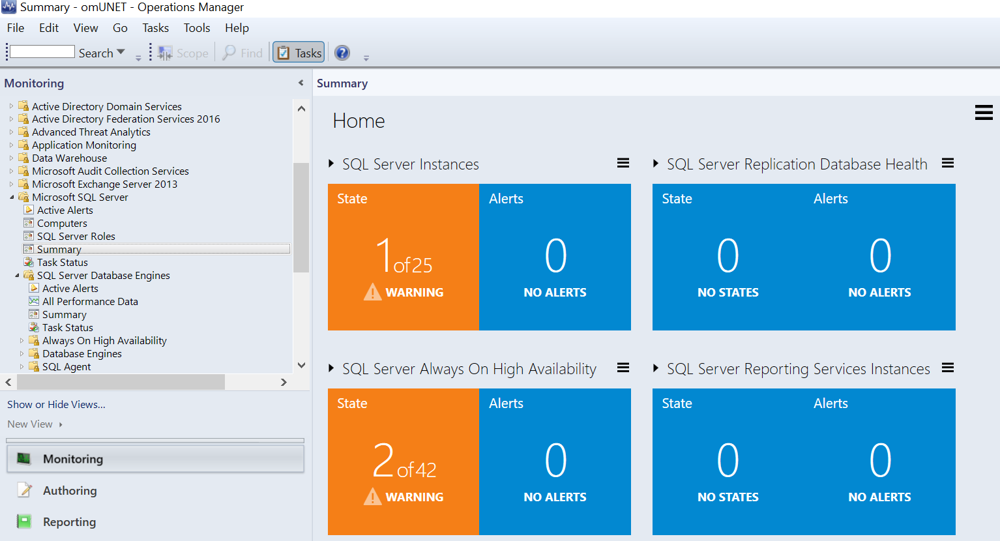 Summary - omUNET - Operations Manager
File Edit View Go Tasks Tools Help
Search Scope Find Tasks ?
Monitoring
Active Directory Domain Services
Active Directory Federation Services 2016
Advanced Threat Analytics
Application Monitoring
Data Warehouse
Microsoft Audit Collection Services
Microsoft Exchange Server 2013
Microsoft SQL Server
Active Alerts
Computers
SQL Server Roles
Summary
Task Status
SQL Server Database Engines
Active Alerts
All Performance Data
Summary
Task Status
Always On High Availability
Database Engines
SQL Agent
Show or Hide Views...
New View
Monitoring
Authoring
Reporting
Summary
Home
SQL Server Instances
State Alerts
1 of 25 0
WARNING NO ALERTS
SQL Server Replication Database Health
State Alerts
0 0
NO STATES NO ALERTS
SQL Server Always On High Availability
State Alerts
2 of 42 0
WARNING NO ALERTS
SQL Server Reporting Services Instances
State Alerts
0 0
NO STATES NO ALERTS